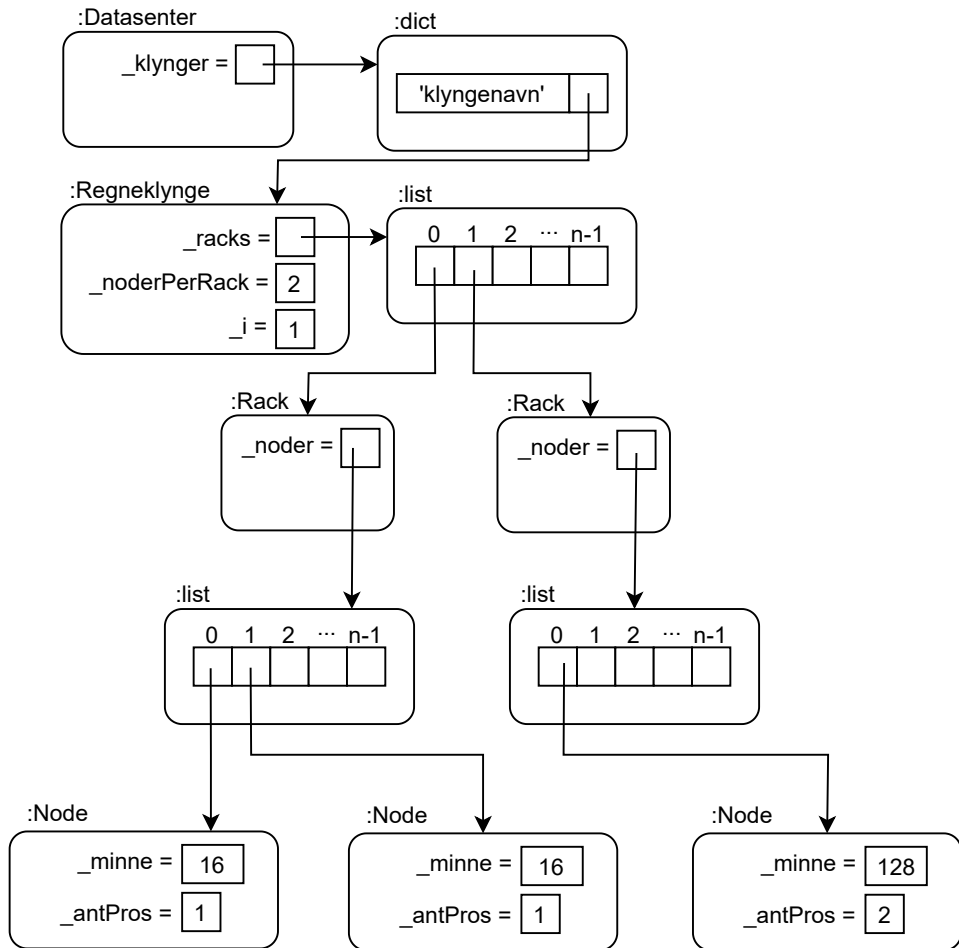 :Datasenter
:dict
_klynger =
'klyngenavn'
:Regneklynge
:list
_racks =
0 1 2 ... n-1
_noderPerRack = 2
_i = 1
:Rack
:Rack
_noder =
_noder =
:list
:list
0 1 2 ... n-1
0 1 2 ... n-1
:Node
:Node
:Node
_minne = 16
_minne = 16
_minne = 128
_antPros = 1
_antPros = 1
_antPros = 2